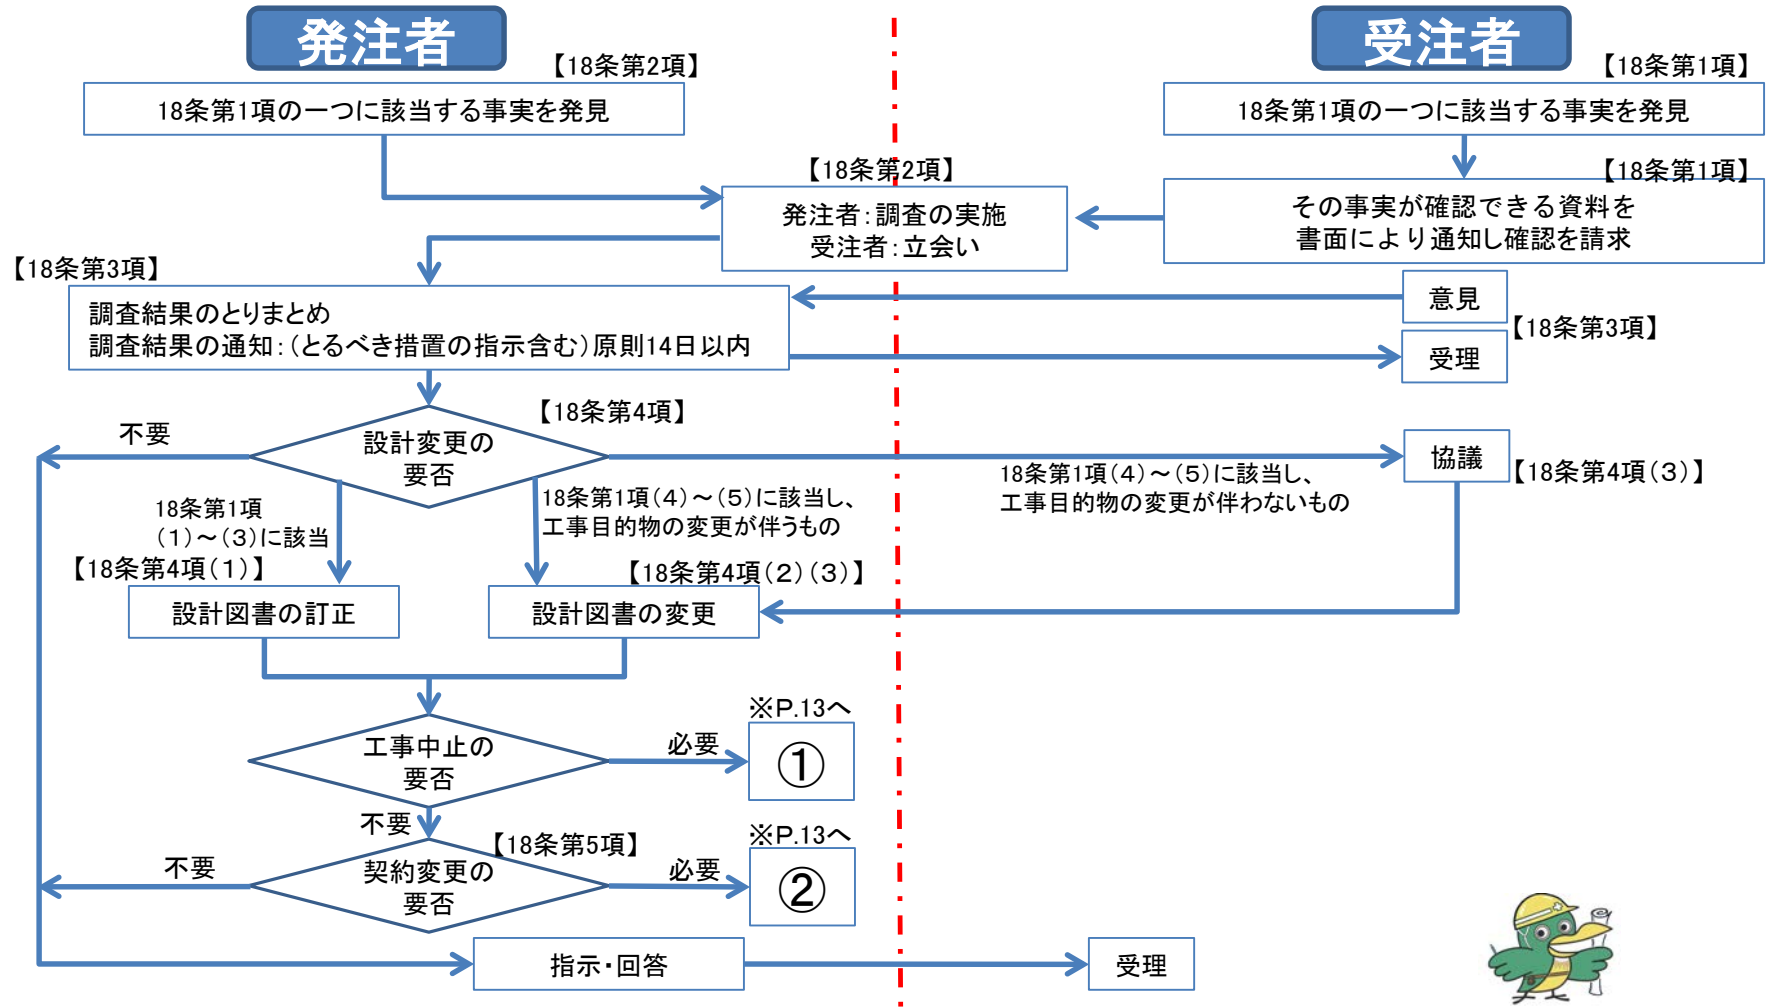 発注者
受注者
【18条第2項】
18条第1項の一つに該当する事実を発見
【18条第1項】
18条第1項の一つに該当する事実を発見
【18条第2項】
発注者：調査の実施
受注者：立会い
【18条第1項】
その事実が確認できる資料を
書面により通知し確認を請求
【18条第3項】
調査結果のとりまとめ
調査結果の通知：（とるべき措置の指示含む）原則14日以内
意見
【18条第3項】
受理
【18条第4項】
設計変更の
要否
不要
協議
【18条第4項（３）】
18条第1項（４）～（５）に該当し、
工事目的物の変更が伴わないもの
18条第1項
（１）～（３）に該当
18条第1項（４）～（５）に該当し、
工事目的物の変更が伴うもの
【18条第4項（１）】
設計図書の訂正
【18条第4項（２）（３）】
設計図書の変更
工事中止の
要否
必要
※P.13へ
①
不要
【18条第5項】
契約変更の
要否
不要
必要
※P.13へ
②
指示・回答
受理